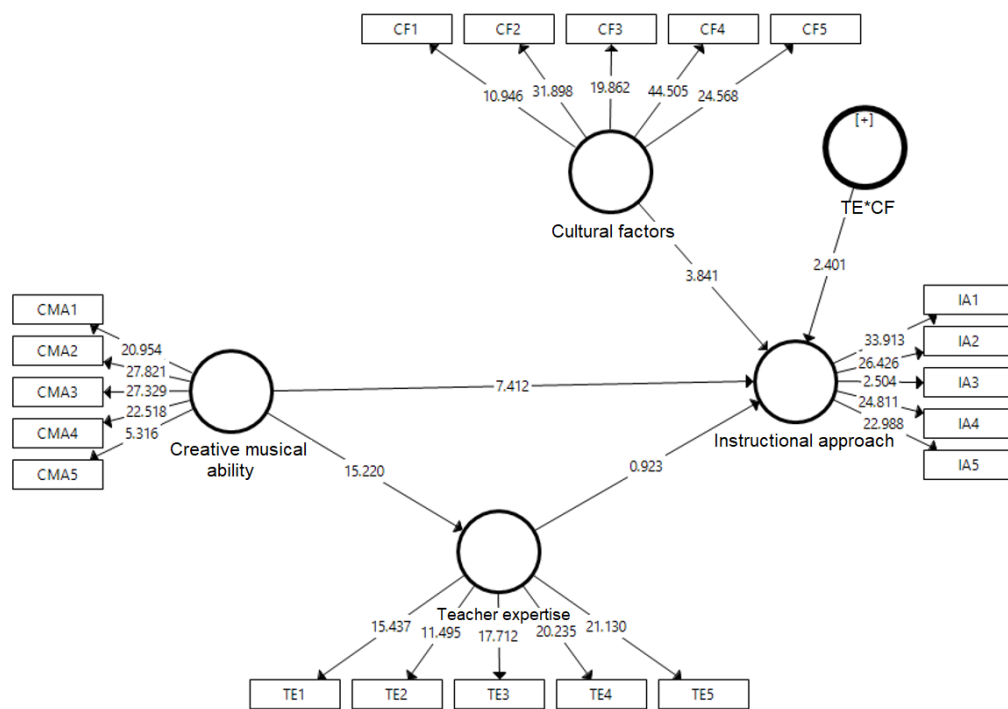 CF1 CF2 CF3 CF4 CF5
10.946 31.898 19.862 44.505 24.568
[+]
TE*CF
Cultural factors
3.841
2.401
CMA1
CMA2
CMA3
CMA4
CMA5
20.954
27.821
27.329
22.518
5.316
Creative musical
ability
7.412
15.220
0.923
IA1
IA2
IA3
IA4
IA5
33.913
26.426
2.504
24.811
22.988
Instructional approach
Teacher expertise
15.437 11.495 17.712 20.235 21.130
TE1 TE2 TE3 TE4 TE5